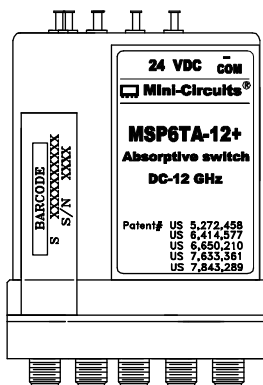 24 VDC
-
COM
Mini-Circuits®
MSP6TA-12+
Absorptive switch
DC-12 GHz
Patent# US 5,272,458
US 6,414,577
US 6,650,210
US 7,633,361
US 7,843,289
BARCODE
S XXXXXXXXXX
S/N XXXX